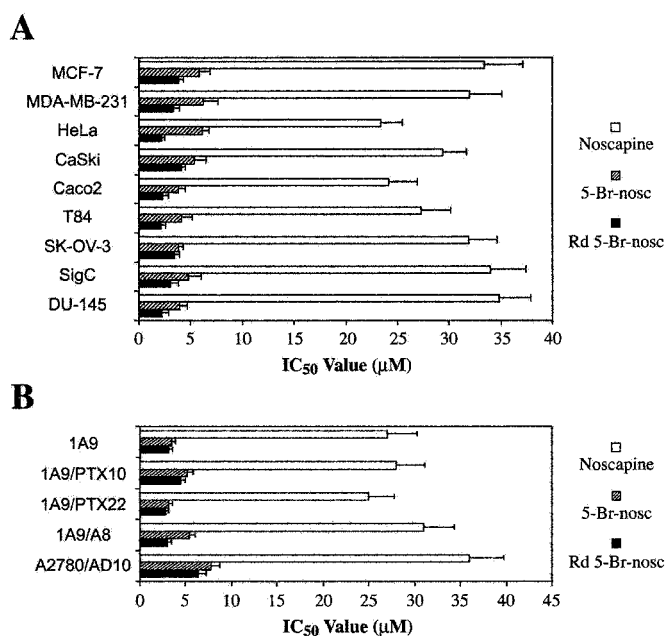 A
MCF-7
MDA-MB-231
HeLa
CaSki
Caco2
T84
SK-OV-3
SigC
DU-145
0 5 10 15 20 25 30 35 40
IC50 Value (μM)
Noscapine
5-Br-nosc
Rd 5-Br-nosc
B
1A9
1A9/PTX10
1A9/PTX22
1A9/A8
A2780/AD10
0 5 10 15 20 25 30 35 40 45
IC50 Value (μM)
Noscapine
5-Br-nosc
Rd 5-Br-nosc